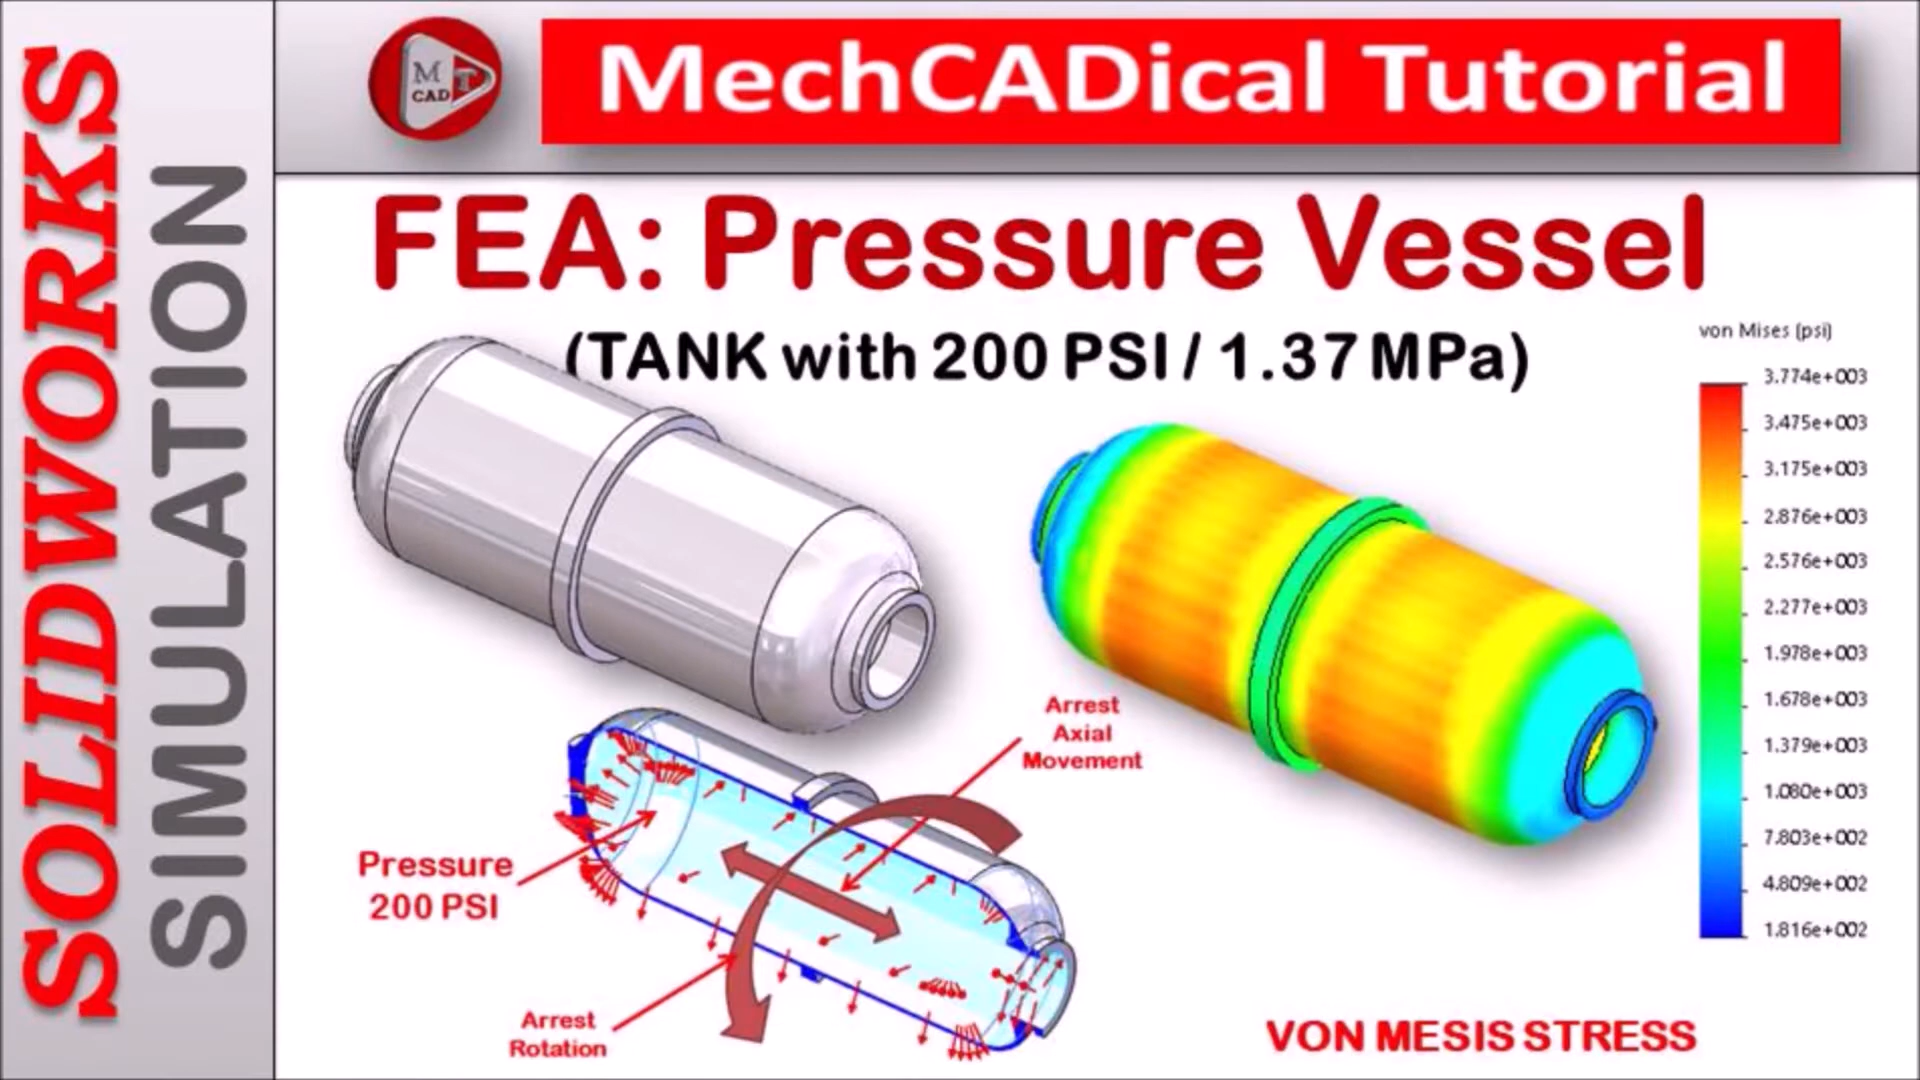 SOLIDWORKS
SIMULATION
M T
CAD
MechCADical Tutorial
FEA: Pressure Vessel
(TANK with 200 PSI / 1.37 MPa)
von Mises (psi)
3.774e+003
3.475e+003
3.175e+003
2.876e+003
2.576e+003
2.277e+003
1.978e+003
1.678e+003
1.379e+003
1.080e+003
7.803e+002
4.809e+002
1.816e+002
Arrest
Axial
Movement
Pressure
200 PSI
Arrest
Rotation
VON MESIS STRESS